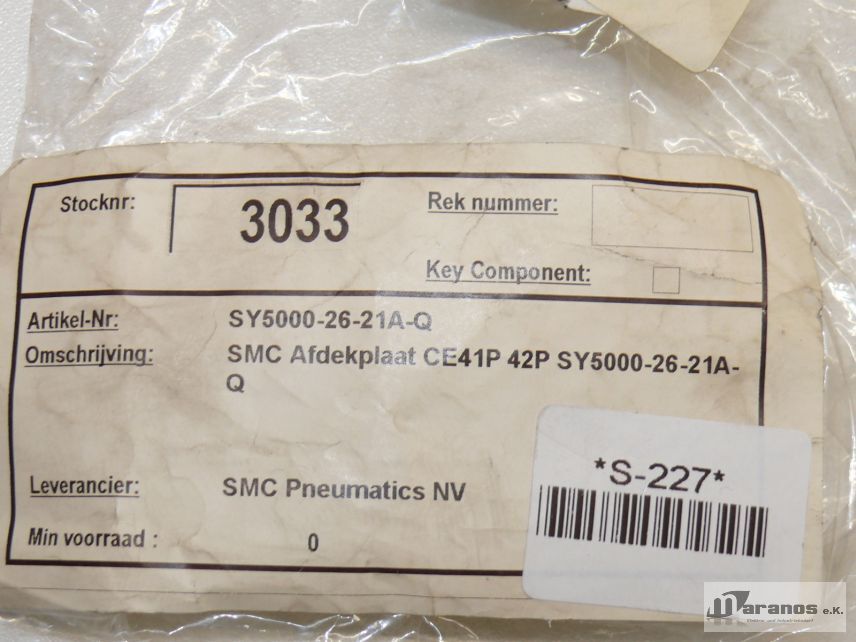 Stocknr: 3033 Rek nummer:
Key Component:
Artikel-Nr: SY5000-26-21A-Q
Omschrijving: SMC Afdekplaat CE41P 42P SY5000-26-21A-
Q
Leverancier: SMC Pneumatics NV
Min voorraad : 0
*S-227*
Maranos e.K.